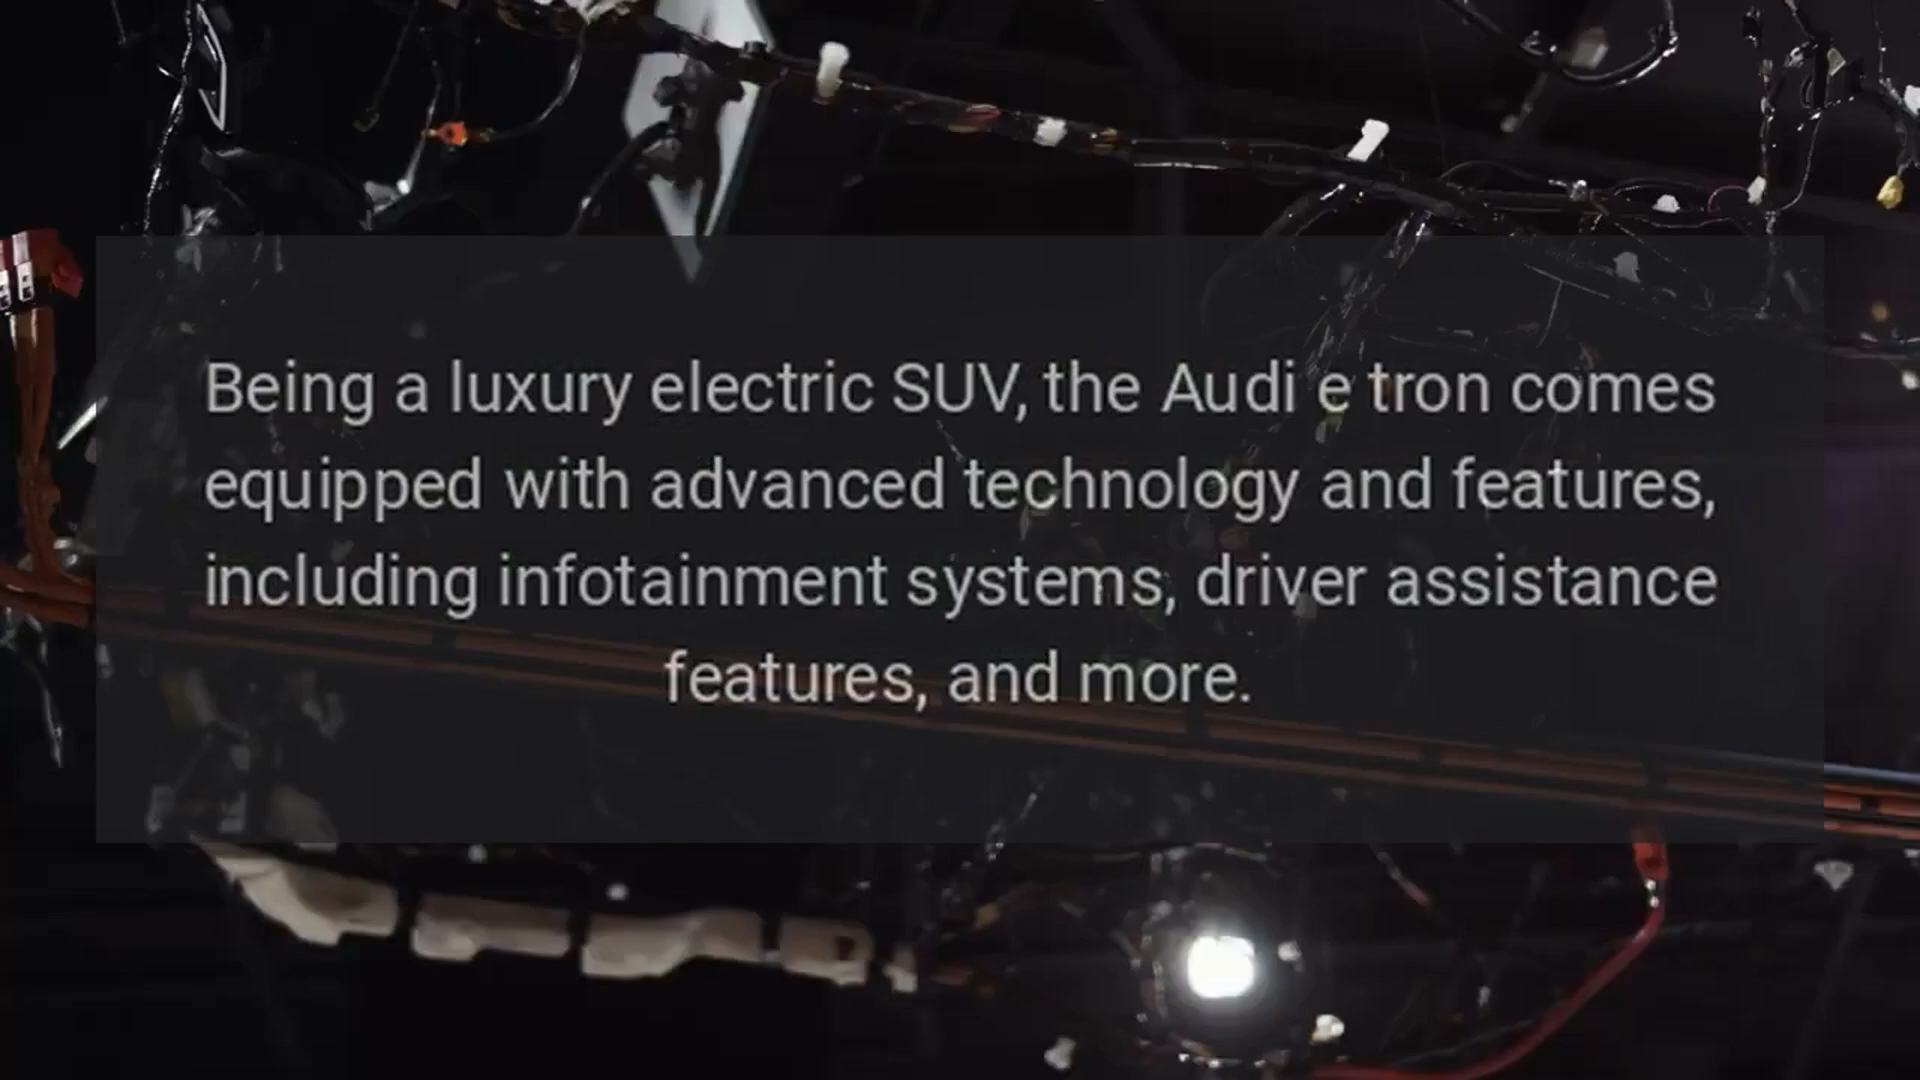 Being a luxury electric SUV, the Audi e tron comes
equipped with advanced technology and features,
including infotainment systems, driver assistance
features, and more.